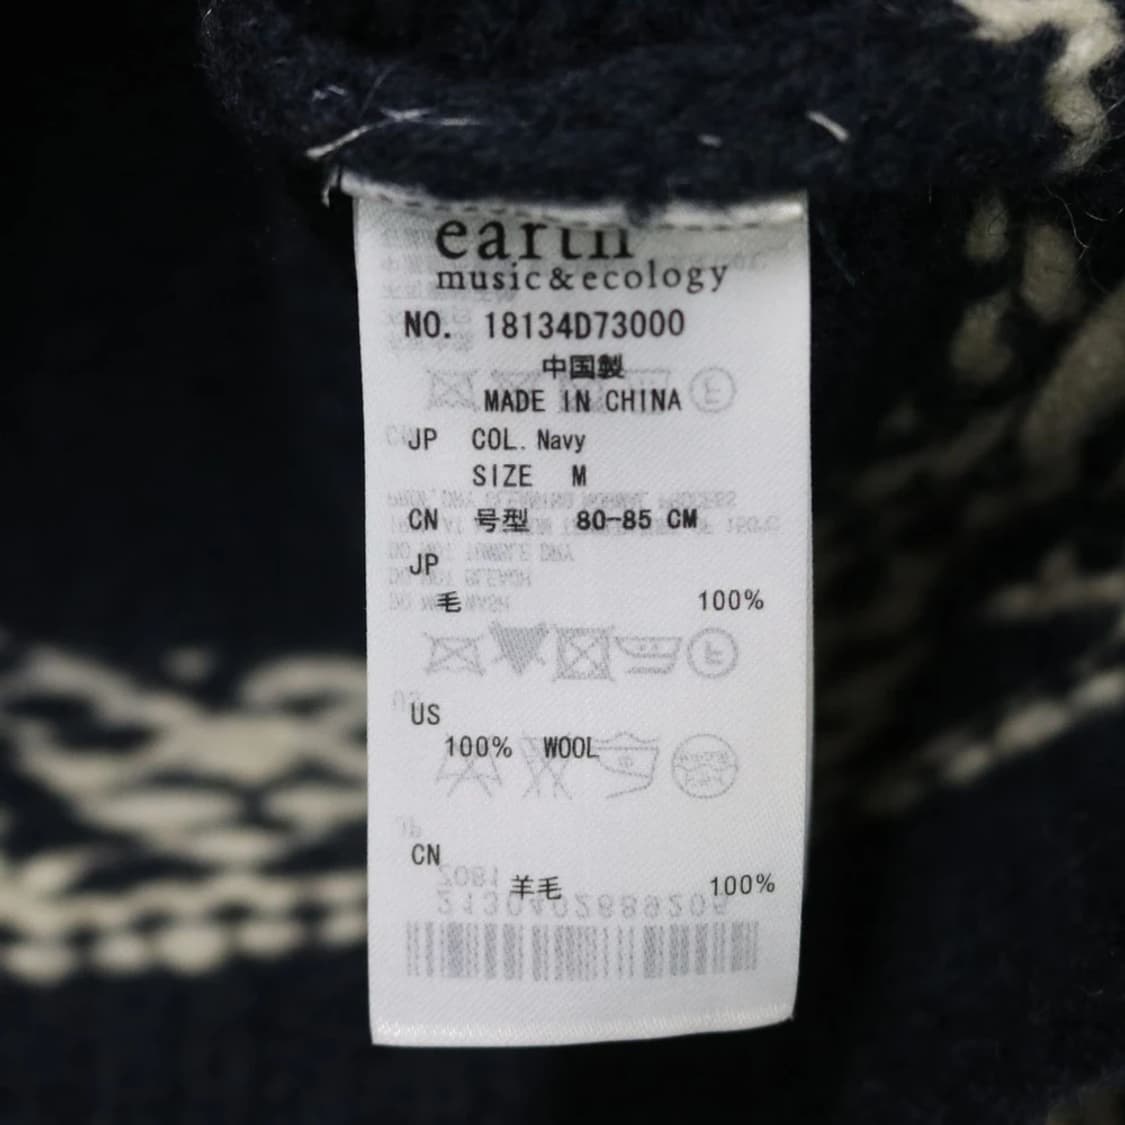 earth
music&ecology
NO. 18134D73000
中国製
MADE IN CHINA
JP COL. Navy
SIZE M
CN 号型 80-85 CM
JP
毛 100%
US
100% WOOL
CN
羊毛 100%